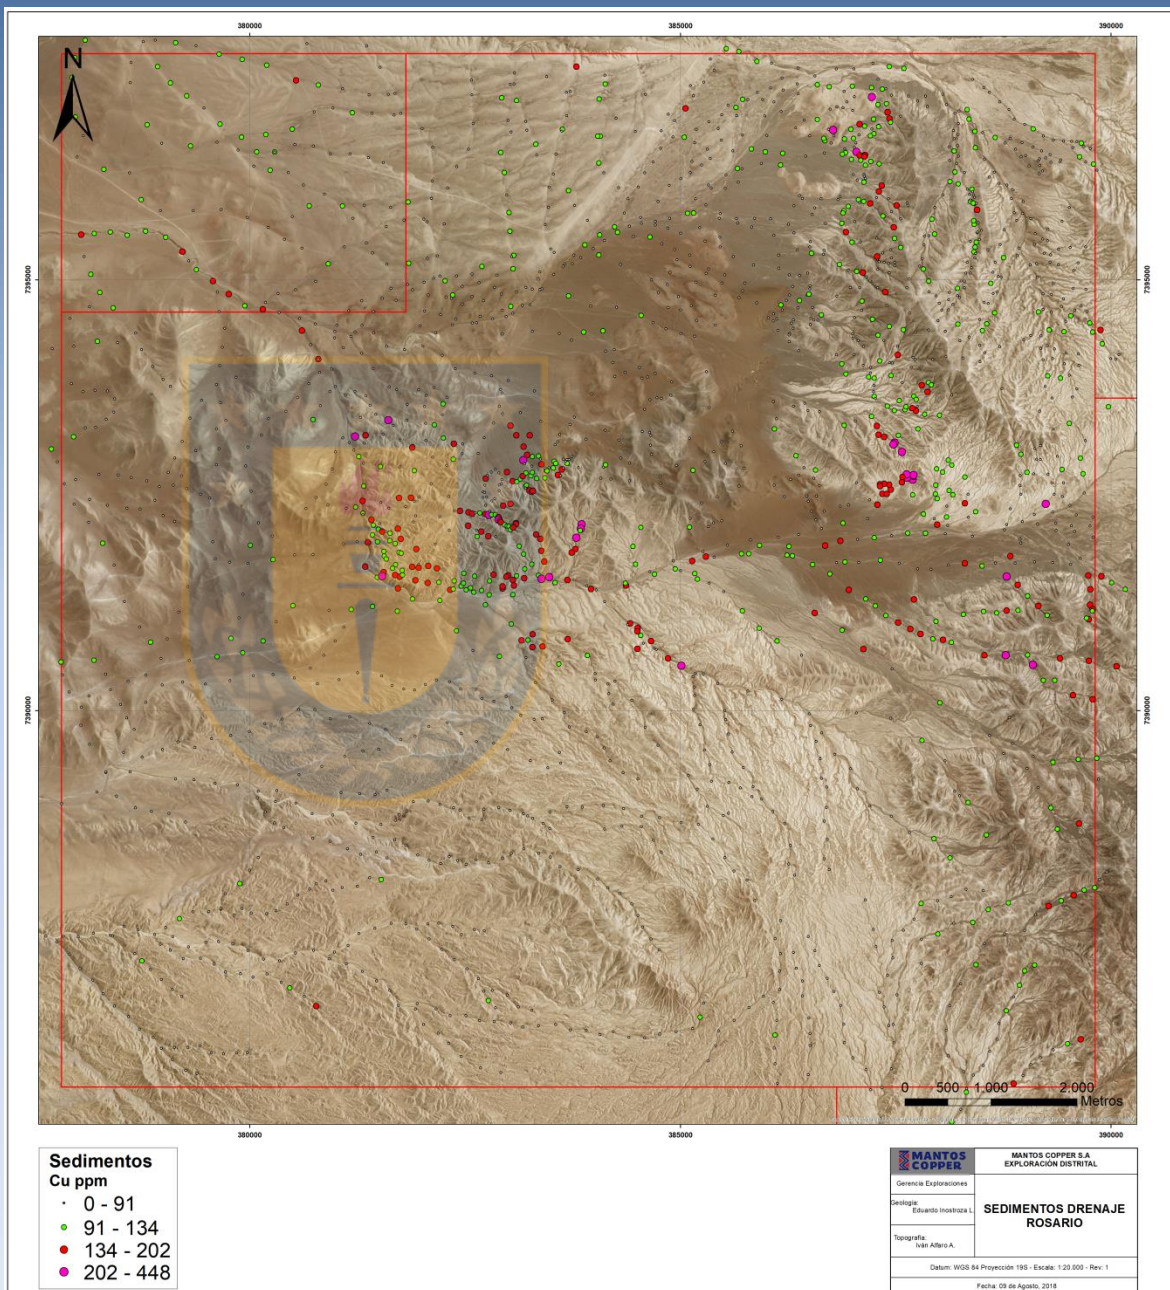 380000
385000
390000
N
7395000
7395000
7390000
7390000
0 500 1.000 2.000
Metros
380000
385000
390000
Sedimentos
Cu ppm
0 - 91
91 - 134
134 - 202
202 - 448
MANTOS COPPER
MANTOS COPPER S.A
EXPLORACIÓN DISTRITAL
Gerencia Exploraciones
Geología:
Eduardo Inostroza L.
SEDIMENTOS DRENAJE
ROSARIO
Topografía:
Iván Alfaro A.
Datum: WGS 84 Proyección 19S - Escala: 1:20.000 - Rev: 1
Fecha: 09 de Agosto, 2018